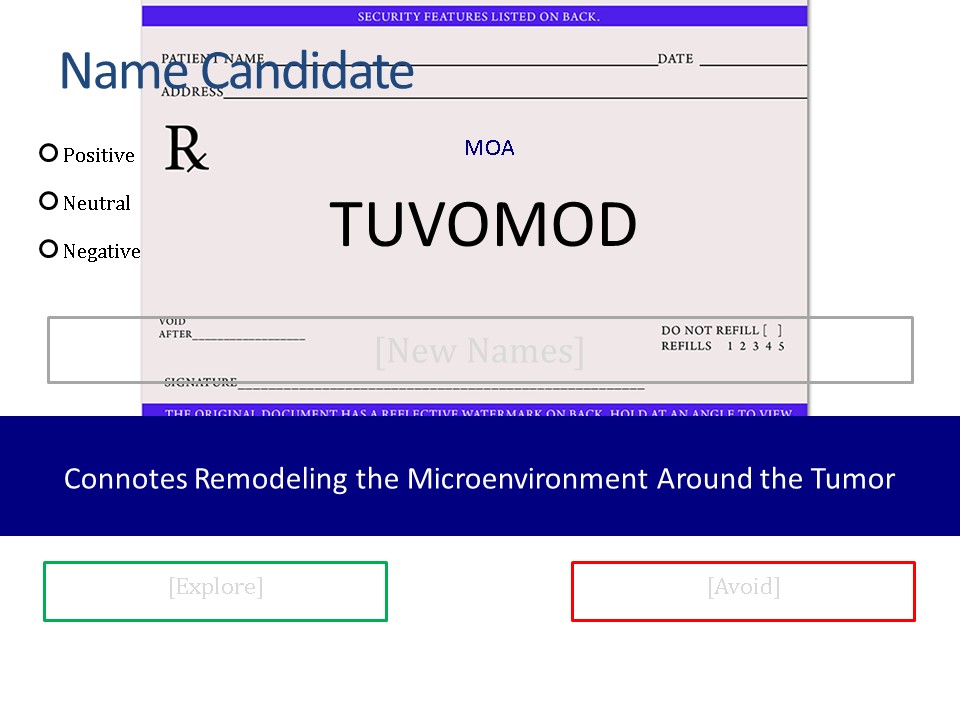 SECURITY FEATURES LISTED ON BACK.
Name Candidate
PATIENT NAME DATE
ADDRESS
Rx
MOA
Positive
Neutral
Negative
TUVOMOD
VOID
AFTER
DO NOT REFILL [ ]
REFILLS 1 2 3 4 5
[New Names]
SIGNATURE
THE ORIGINAL DOCUMENT HAS A REFLECTIVE WATERMARK ON BACK. HOLD AT AN ANGLE TO VIEW.
Connotes Remodeling the Microenvironment Around the Tumor
[Explore] [Avoid]